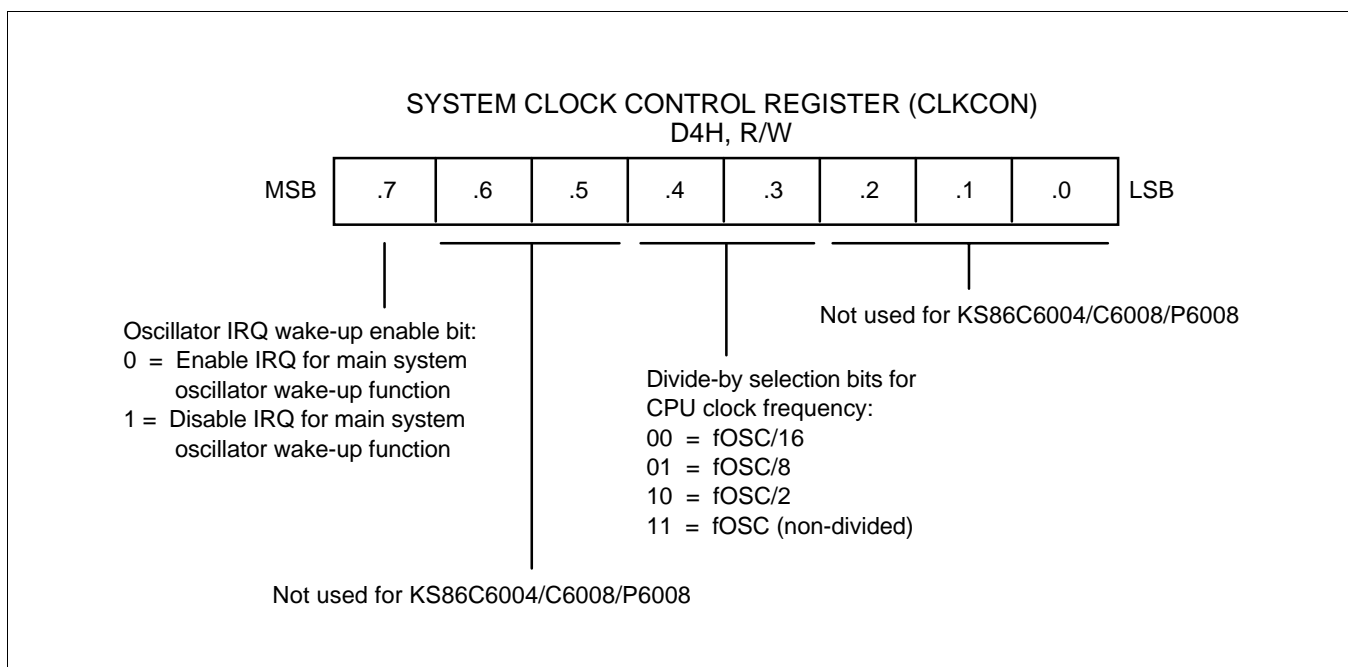 SYSTEM CLOCK CONTROL REGISTER (CLKCON)
D4H, R/W
MSB .7 .6 .5 .4 .3 .2 .1 .0 LSB
Oscillator IRQ wake-up enable bit:
0 = Enable IRQ for main system
oscillator wake-up function
1 = Disable IRQ for main system
oscillator wake-up function
Not used for KS86C6004/C6008/P6008
Divide-by selection bits for
CPU clock frequency:
00 = fOSC/16
01 = fOSC/8
10 = fOSC/2
11 = fOSC (non-divided)
Not used for KS86C6004/C6008/P6008